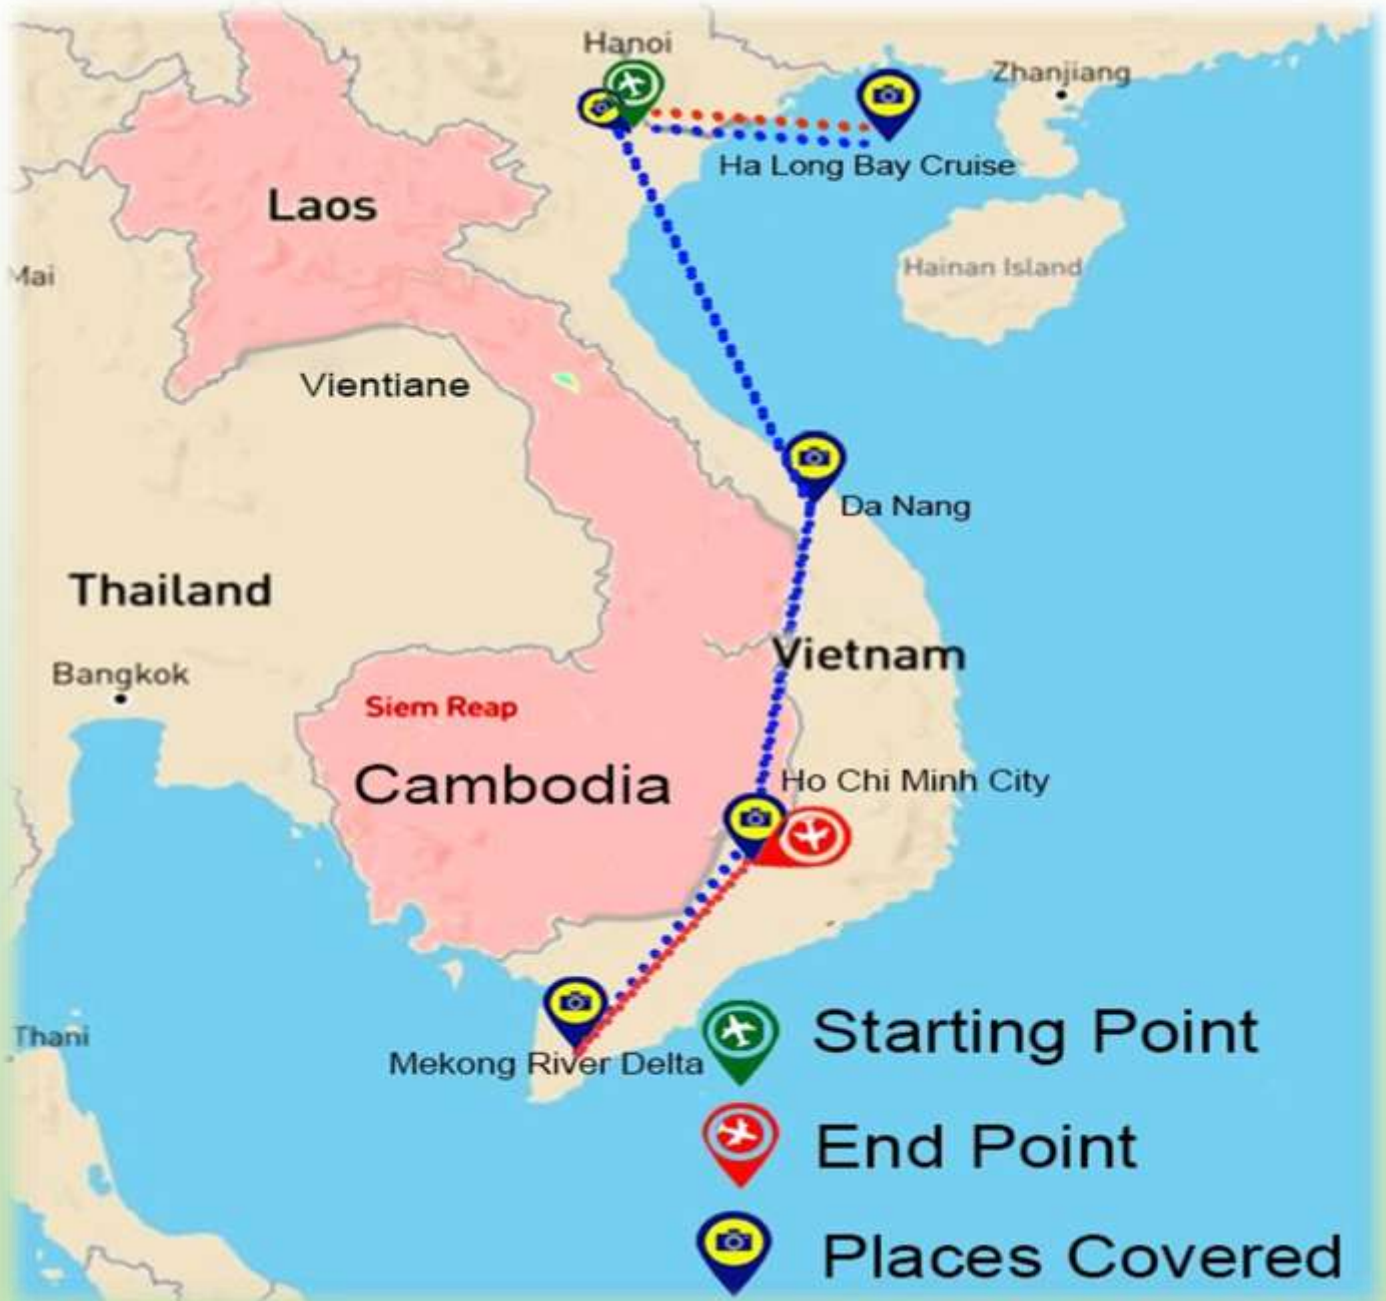 Hanoi
Zhanjiang
Ha Long Bay Cruise
Laos
Hainan Island
Mai
Vientiane
Da Nang
Thailand
Vietnam
Bangkok
Siem Reap
Cambodia
Ho Chi Minh City
Starting Point
Thani
Mekong River Delta
End Point
Places Covered